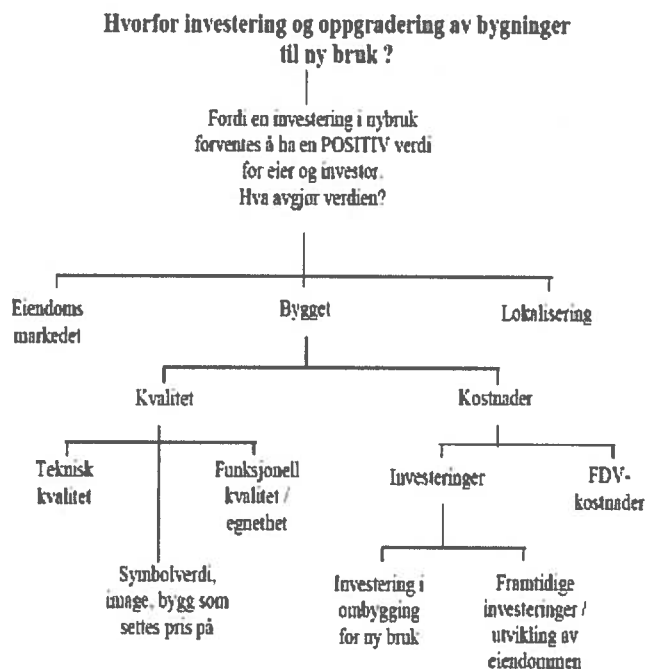 Hvorfor investering og oppgradering av bygninger
til ny bruk ?
Fordi en investering i nybruk
forventes å ha en POSITIV verdi
for eier og investor.
Hva avgjør verdien?
Eiendoms
markedet
Bygget
Lokalisering
Kvalitet
Kostnader
Teknisk
kvalitet
Funksjonell
kvalitet /
egnethet
Investeringer
FDV-
kostnader
Symbolverdi,
image, bygg som
settes pris på
Investering i
ombygging
for ny bruk
Framtidige
investeringer /
utvikling av
eiendommen